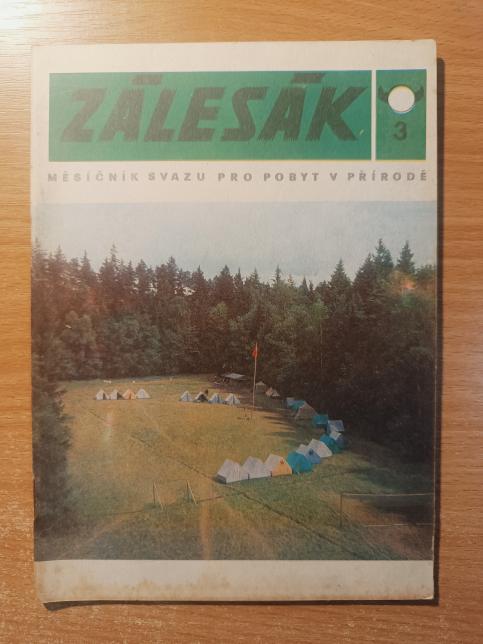 ZÁLESÁK
3
MĚSÍČNÍK SVAZU PRO POBYT V PŘÍRODĚ